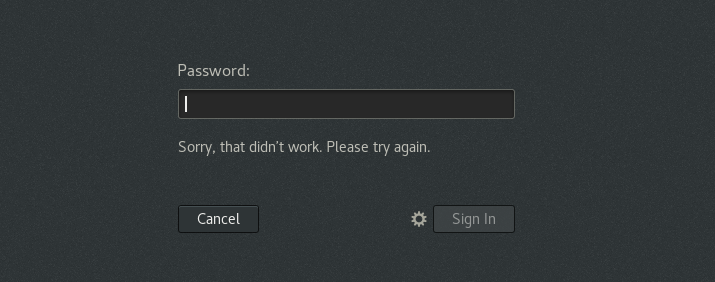 Password:
Sorry, that didn't work. Please try again.
Cancel
Sign In